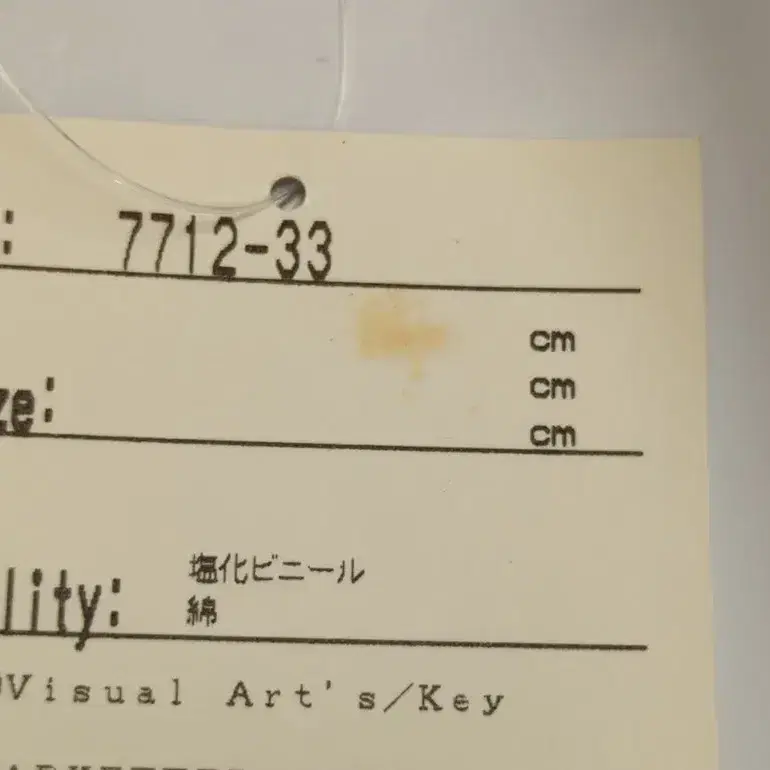 : 7712-33
cm
cm
ze: cm
lity: 塩化ビニール
綿
Visual Art's/Key